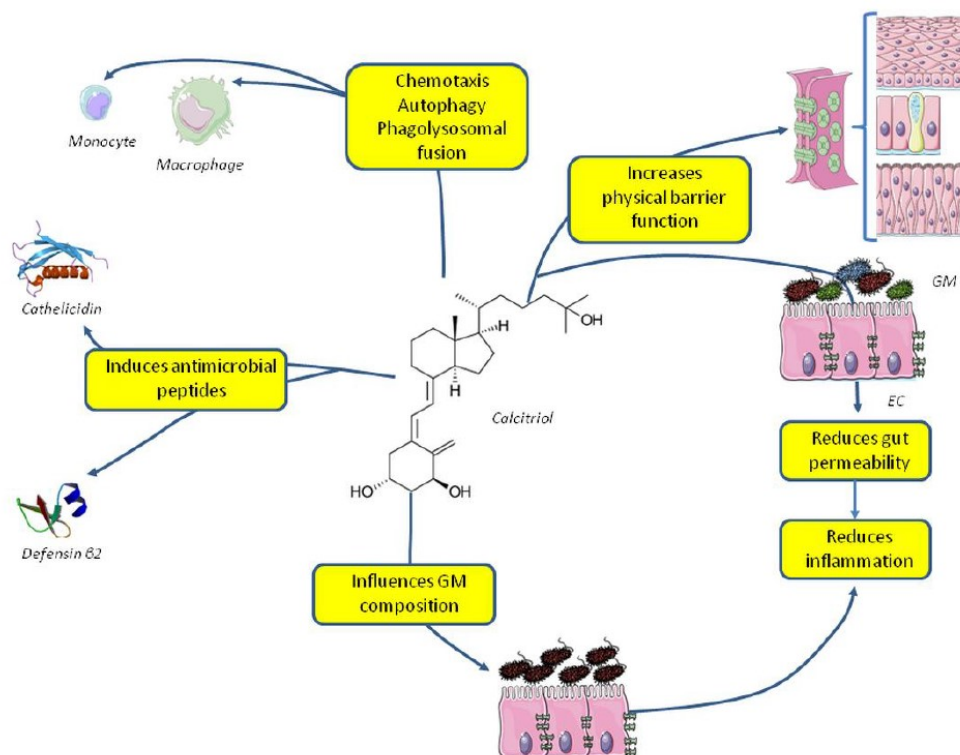 Chemotaxis
Autophagy
Phagolysosomal
fusion
Monocyte
Macrophage
Increases
physical barrier
function
Cathelicidin
GM
H
OH
Induces antimicrobial
peptides
H
Calcitriol
EC
Reduces gut
permeability
HO
OH
Defensin β2
Reduces
inflammation
Influences GM
composition